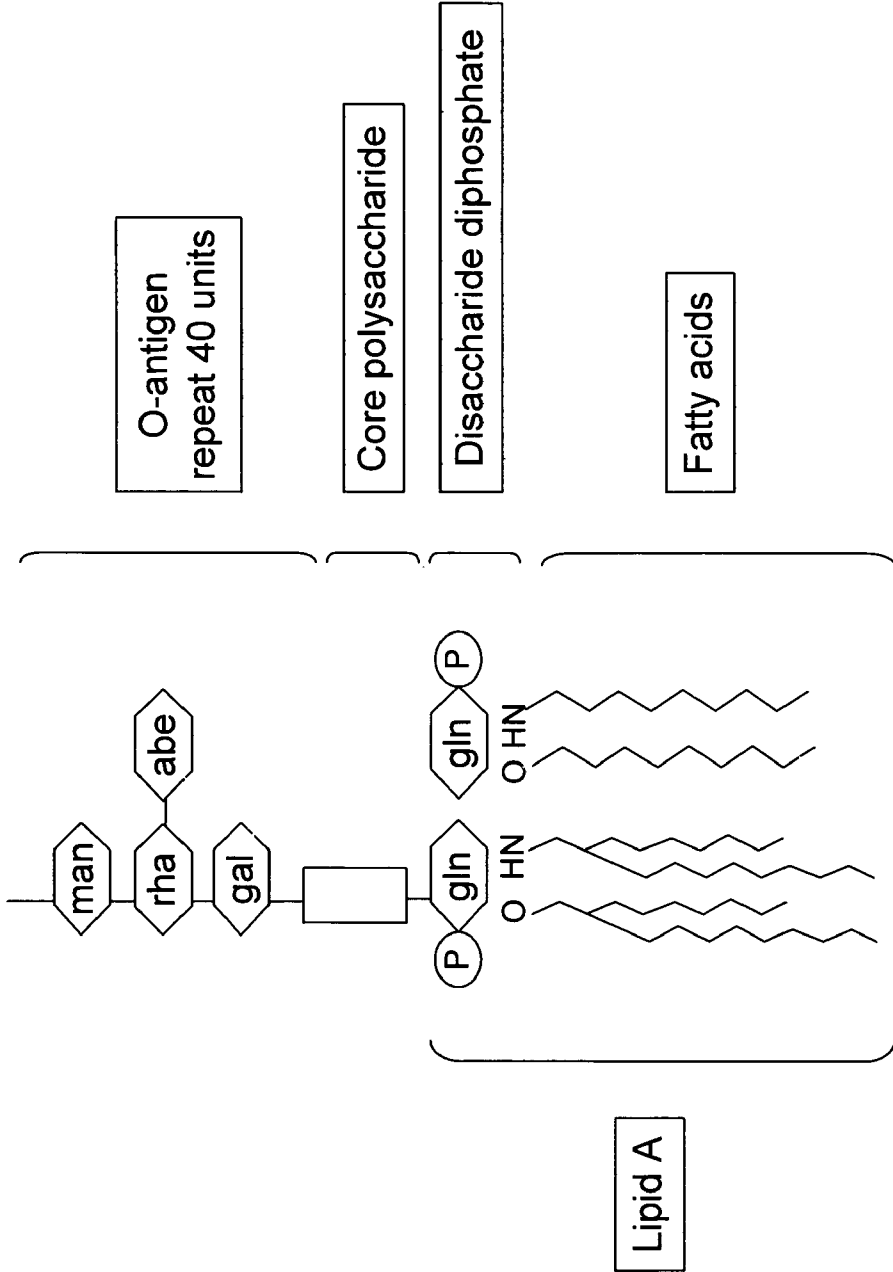 man
rha
abe
gal
gln
gln
P
P
O HN
O HN
Lipid A
O-antigen
repeat 40 units
Core polysaccharide
Disaccharide diphosphate
Fatty acids